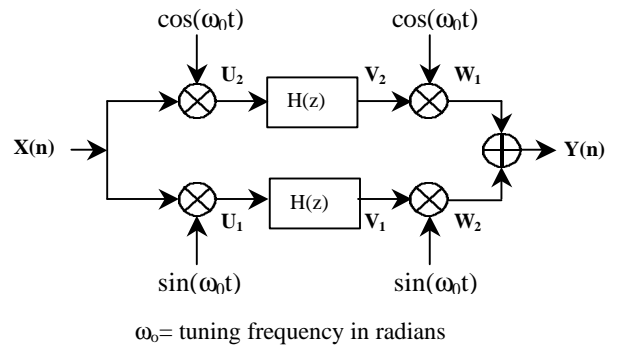 cos(ω₀t) cos(ω₀t)
U₂ V₂ W₁
H(z)
X(n) Y(n)
H(z)
U₁ V₁ W₂
sin(ω₀t) sin(ω₀t)
ωₒ= tuning frequency in radians